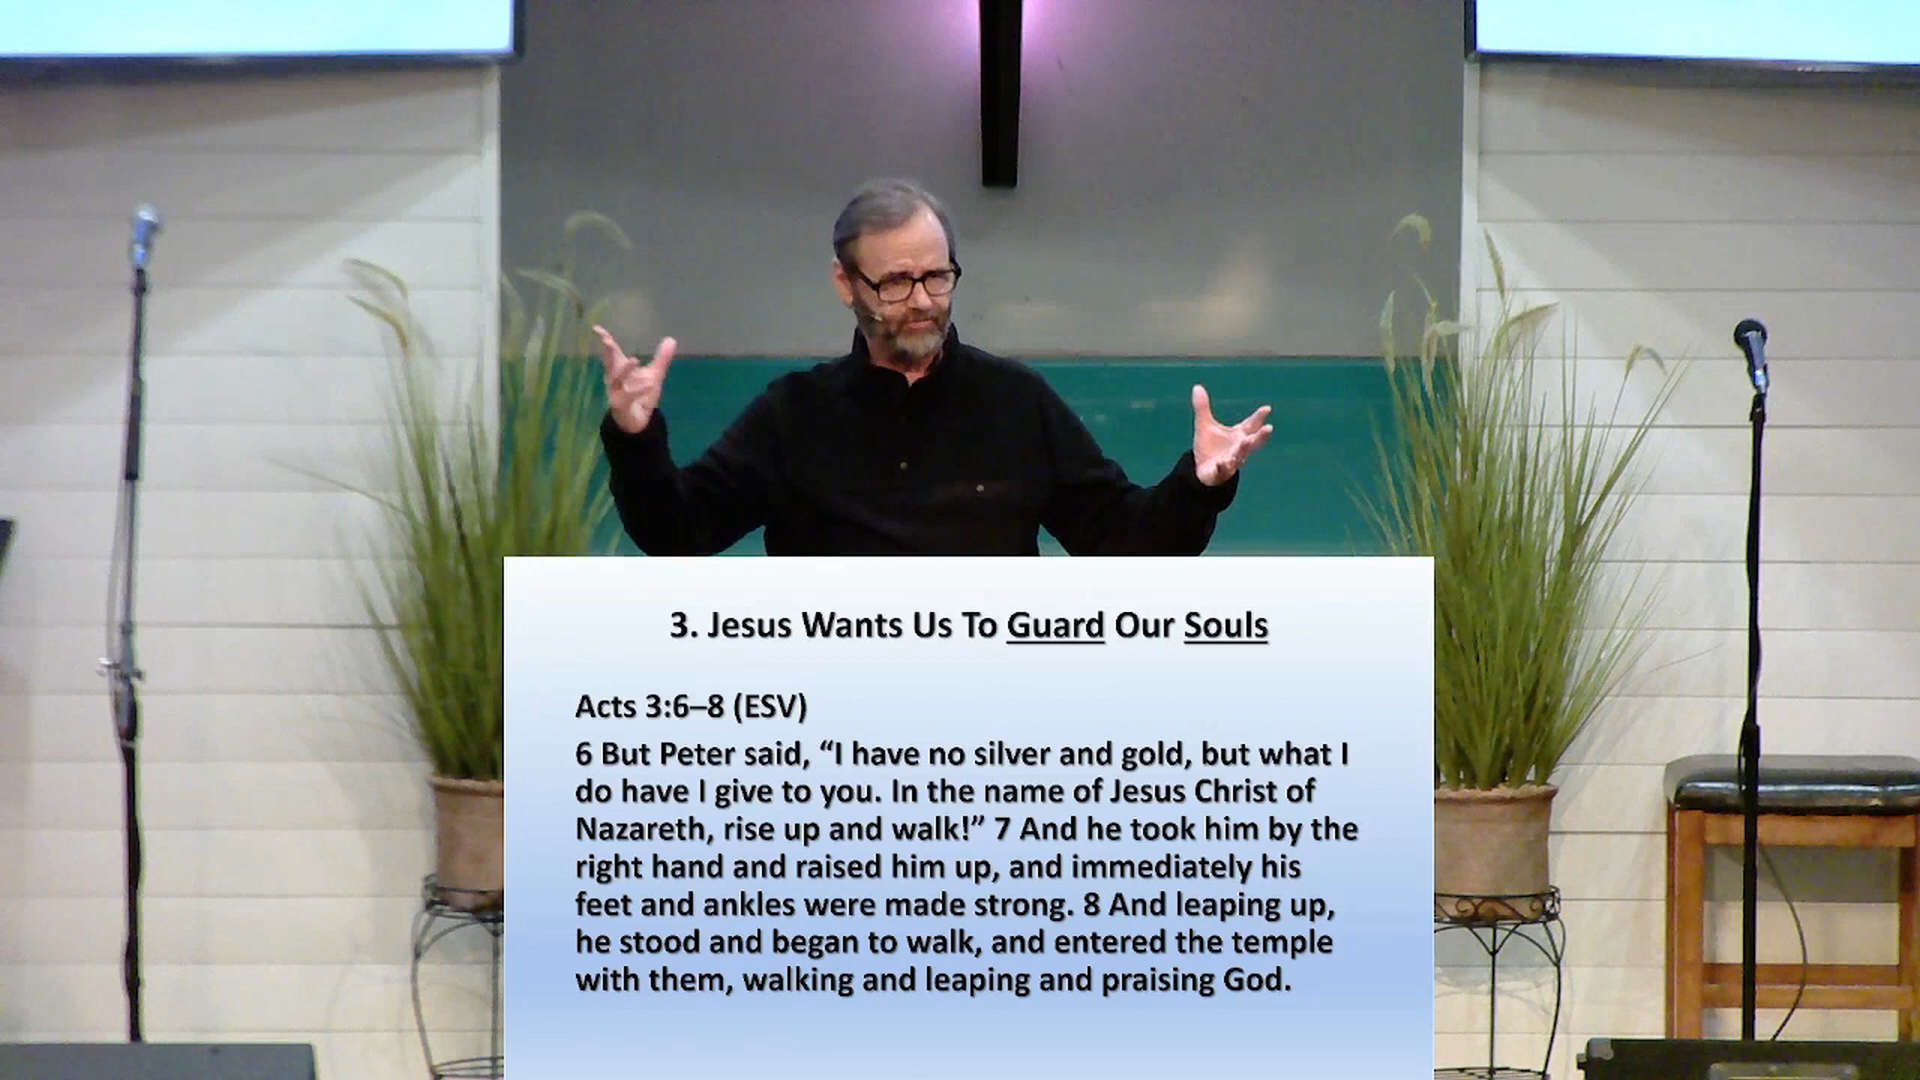 3. Jesus Wants Us To Guard Our Souls
Acts 3:6–8 (ESV)
6 But Peter said, “I have no silver and gold, but what I
do have I give to you. In the name of Jesus Christ of
Nazareth, rise up and walk!” 7 And he took him by the
right hand and raised him up, and immediately his
feet and ankles were made strong. 8 And leaping up,
he stood and began to walk, and entered the temple
with them, walking and leaping and praising God.